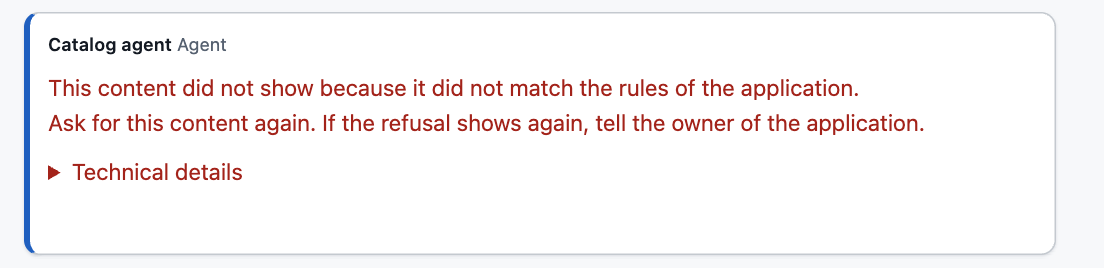 Catalog agent Agent
This content did not show because it did not match the rules of the application.
Ask for this content again. If the refusal shows again, tell the owner of the application.
Technical details